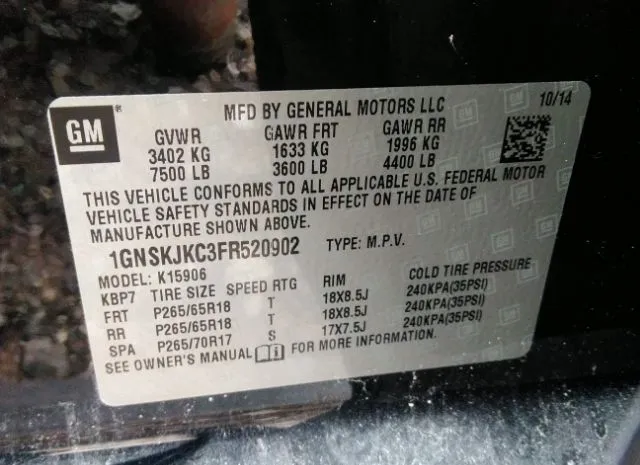 GM ®
MFD BY GENERAL MOTORS LLC 10/14
GVWR GAWR FRT GAWR RR
3402 KG 1633 KG 1996 KG
7500 LB 3600 LB 4400 LB
THIS VEHICLE CONFORMS TO ALL APPLICABLE U.S. FEDERAL MOTOR
VEHICLE SAFETY STANDARDS IN EFFECT ON THE DATE OF
MANUFACTURE SHOWN ABOVE.
1GNSKJKC3FR520902 TYPE: M.P.V.
MODEL: K15906
KBP7 TIRE SIZE SPEED RTG RIM COLD TIRE PRESSURE
FRT P265/65R18 T 18X8.5J 240KPA(35PSI)
RR P265/65R18 T 18X8.5J 240KPA(35PSI)
SPA P265/70R17 S 17X7.5J 240KPA(35PSI)
SEE OWNER'S MANUAL FOR MORE INFORMATION.